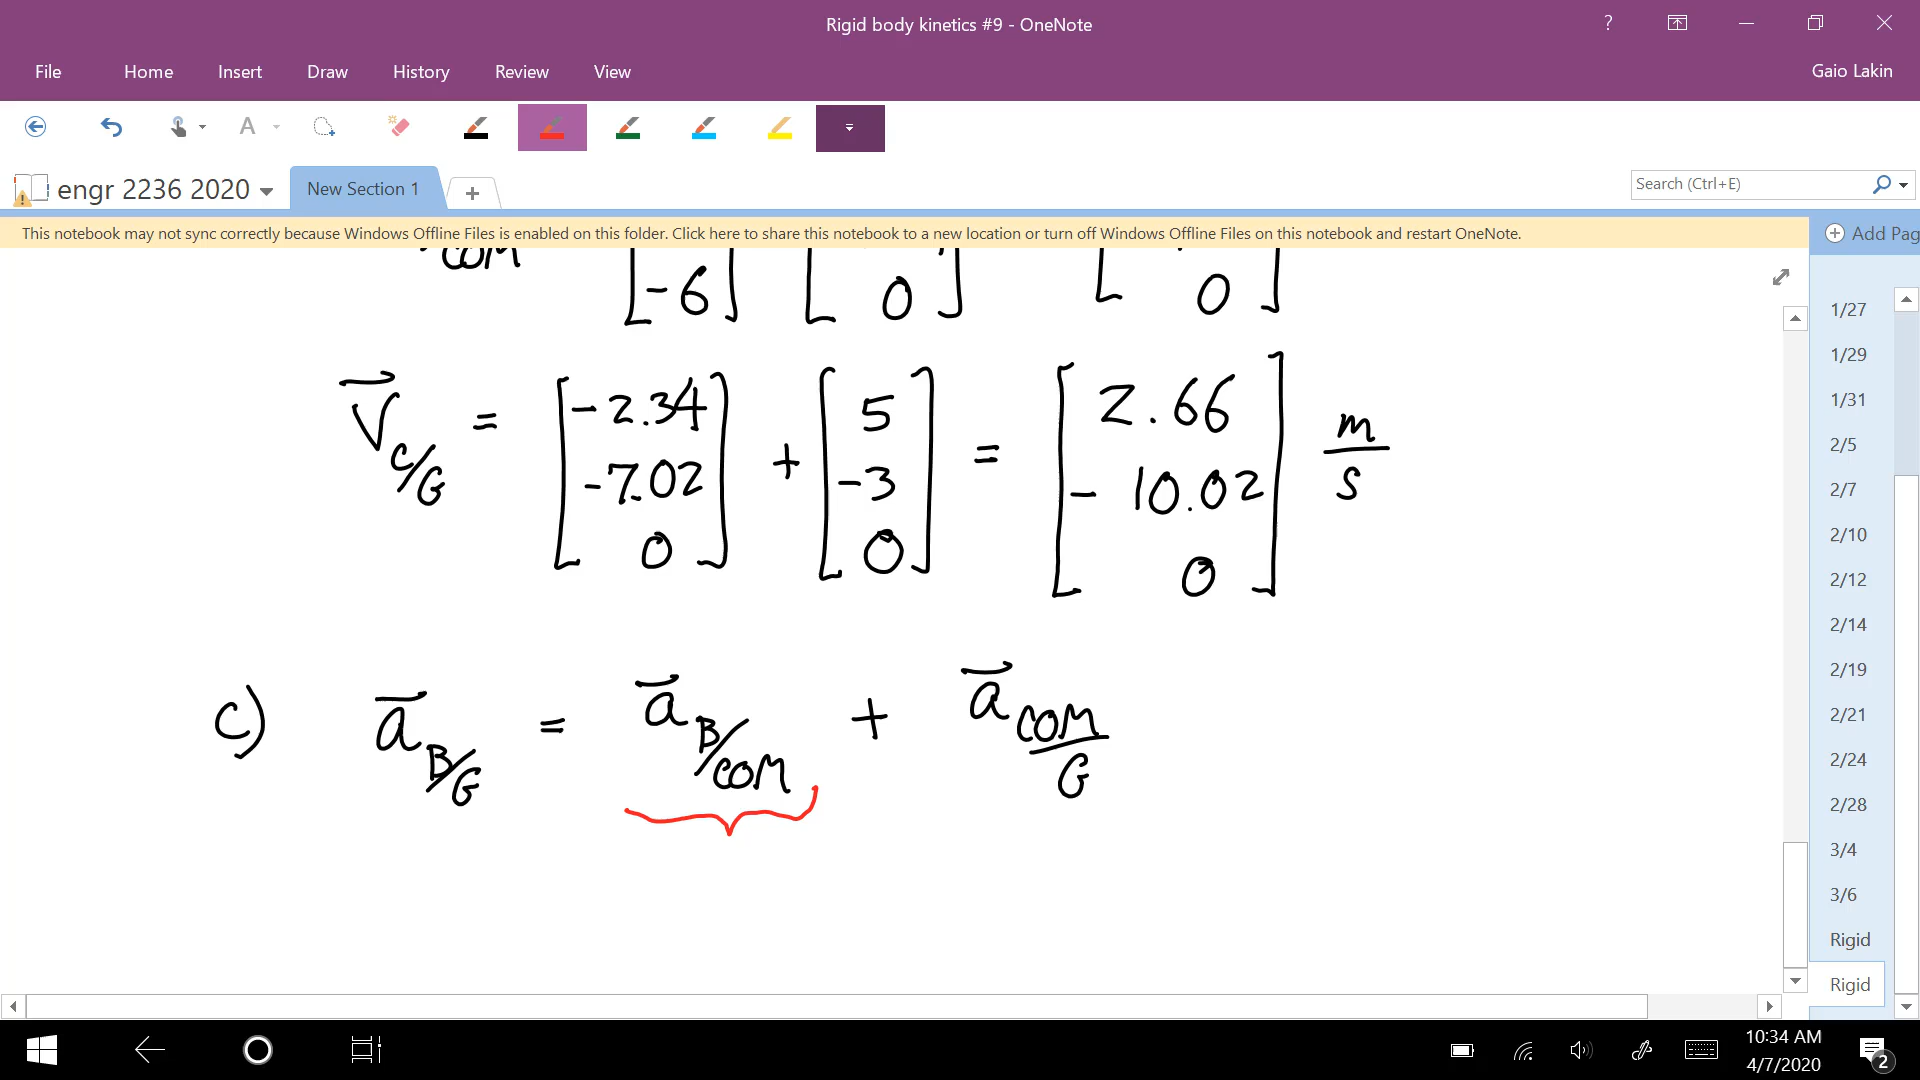 Rigid body kinetics #9 - OneNote
?
File Home Insert Draw History Review View
Gaio Lakin
A
engr 2236 2020
New Section 1
+
Search (Ctrl+E)
This notebook may not sync correctly because Windows Offline Files is enabled on this folder. Click here to share this notebook to a new location or turn off Windows Offline Files on this notebook and restart OneNote.
Add Pag
COM [ -6 ] [ 0 ] [ 0 ]
V⃗ C/G = [ -2.34 -7.02 0 ] + [ 5 -3 0 ] = [ 2.66 -10.02 0 ] m/s
c) a⃗ B/G = a⃗ B/COM + a⃗ COM/G
1/27
1/29
1/31
2/5
2/7
2/10
2/12
2/14
2/19
2/21
2/24
2/28
3/4
3/6
Rigid
Rigid
10:34 AM
4/7/2020
2